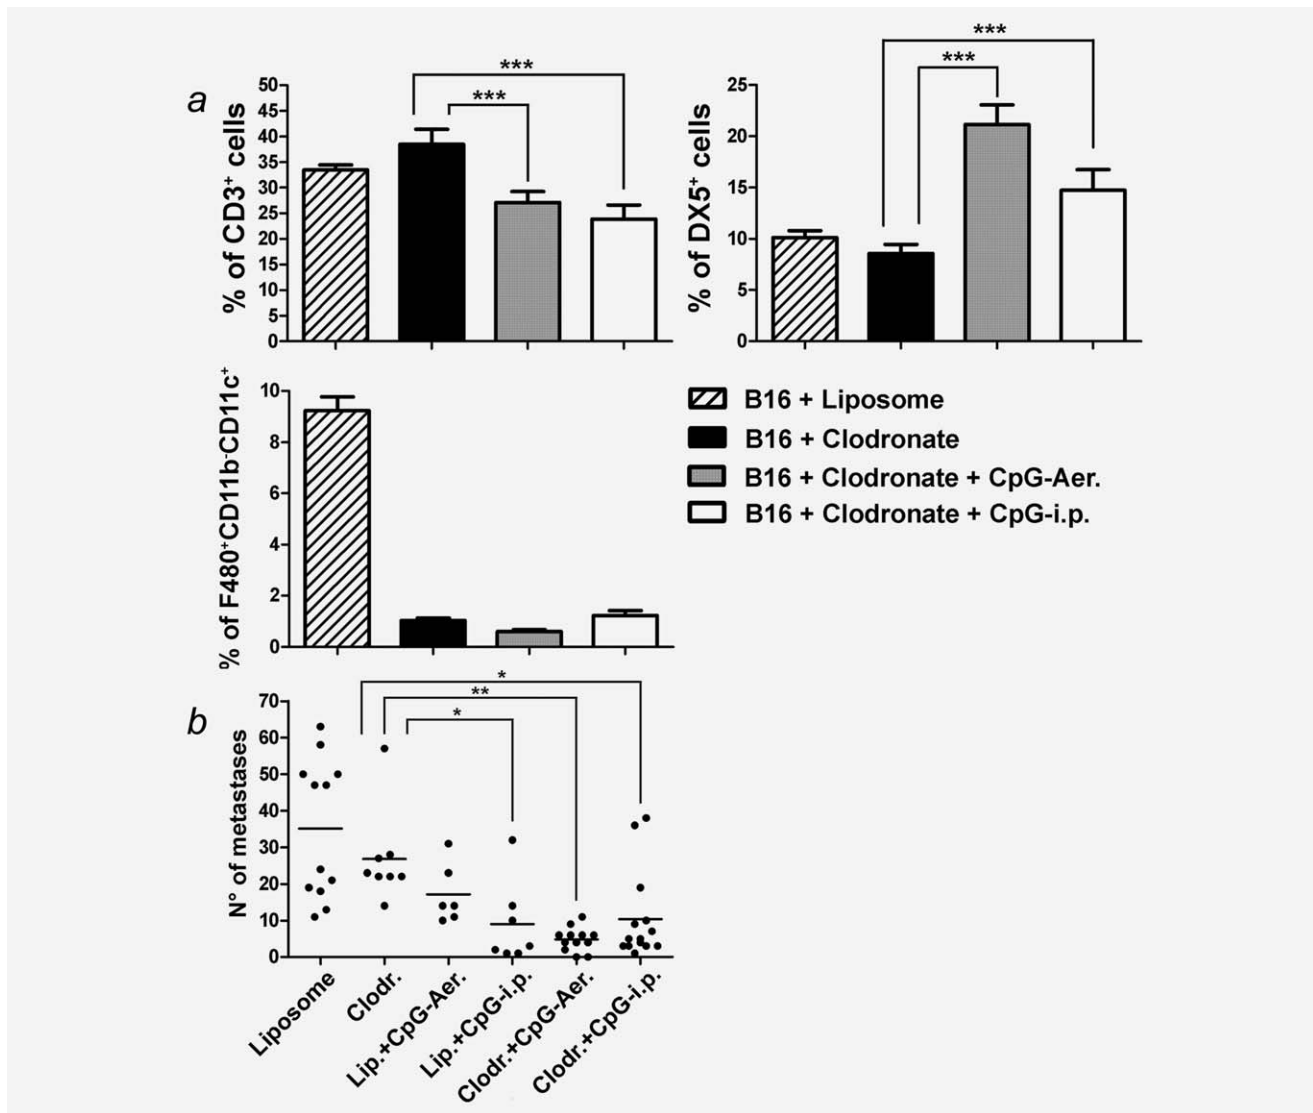 a
% of CD3⁺ cells
50
45
40
35
30
25
20
15
10
5
0
***
***
% of DX5⁺ cells
25
20
15
10
5
0
***
***
% of F480⁺CD11b⁻CD11c⁺
10
8
6
4
2
0
B16 + Liposome
B16 + Clodronate
B16 + Clodronate + CpG-Aer.
B16 + Clodronate + CpG-i.p.
b
N° of metastases
70
60
50
40
30
20
10
0
*
**
*
Liposome
Clodr.
Lip.+CpG-Aer.
Lip.+CpG-i.p.
Clodr.+CpG-Aer.
Clodr.+CpG-i.p.